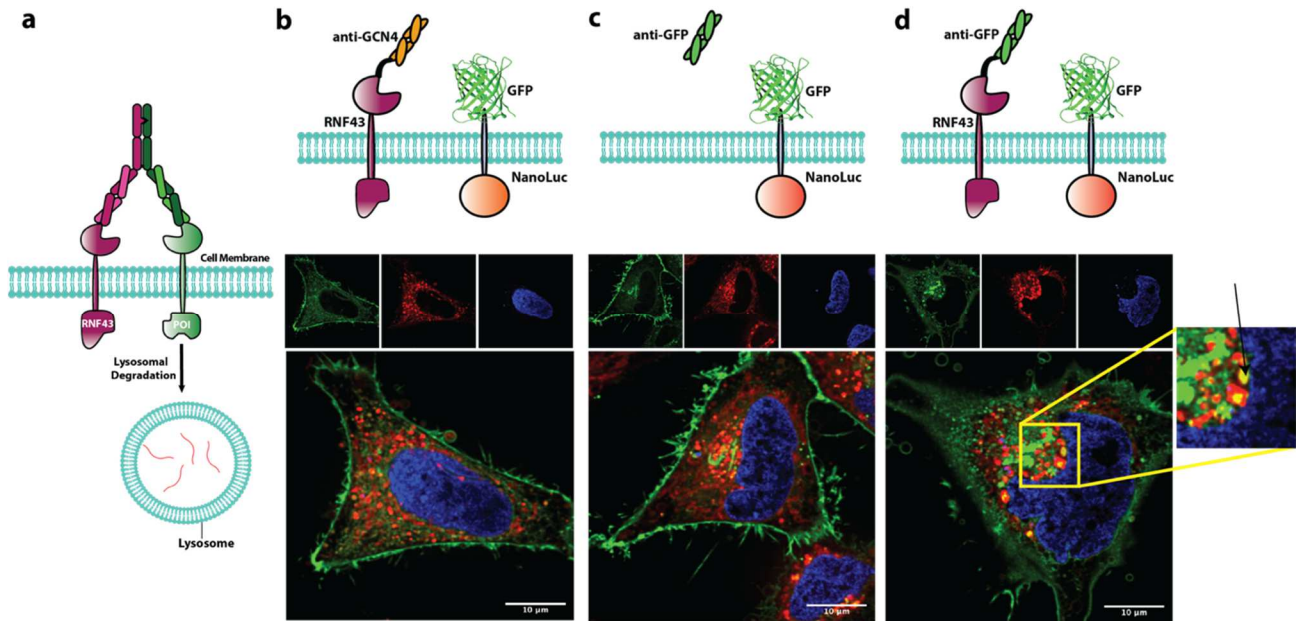 a
RNF43
POI
Cell Membrane
Lysosomal
Degradation
Lysosome
b
anti-GCN4
GFP
RNF43
NanoLuc
10 μm
c
anti-GFP
GFP
NanoLuc
10 μm
d
anti-GFP
GFP
RNF43
NanoLuc
10 μm